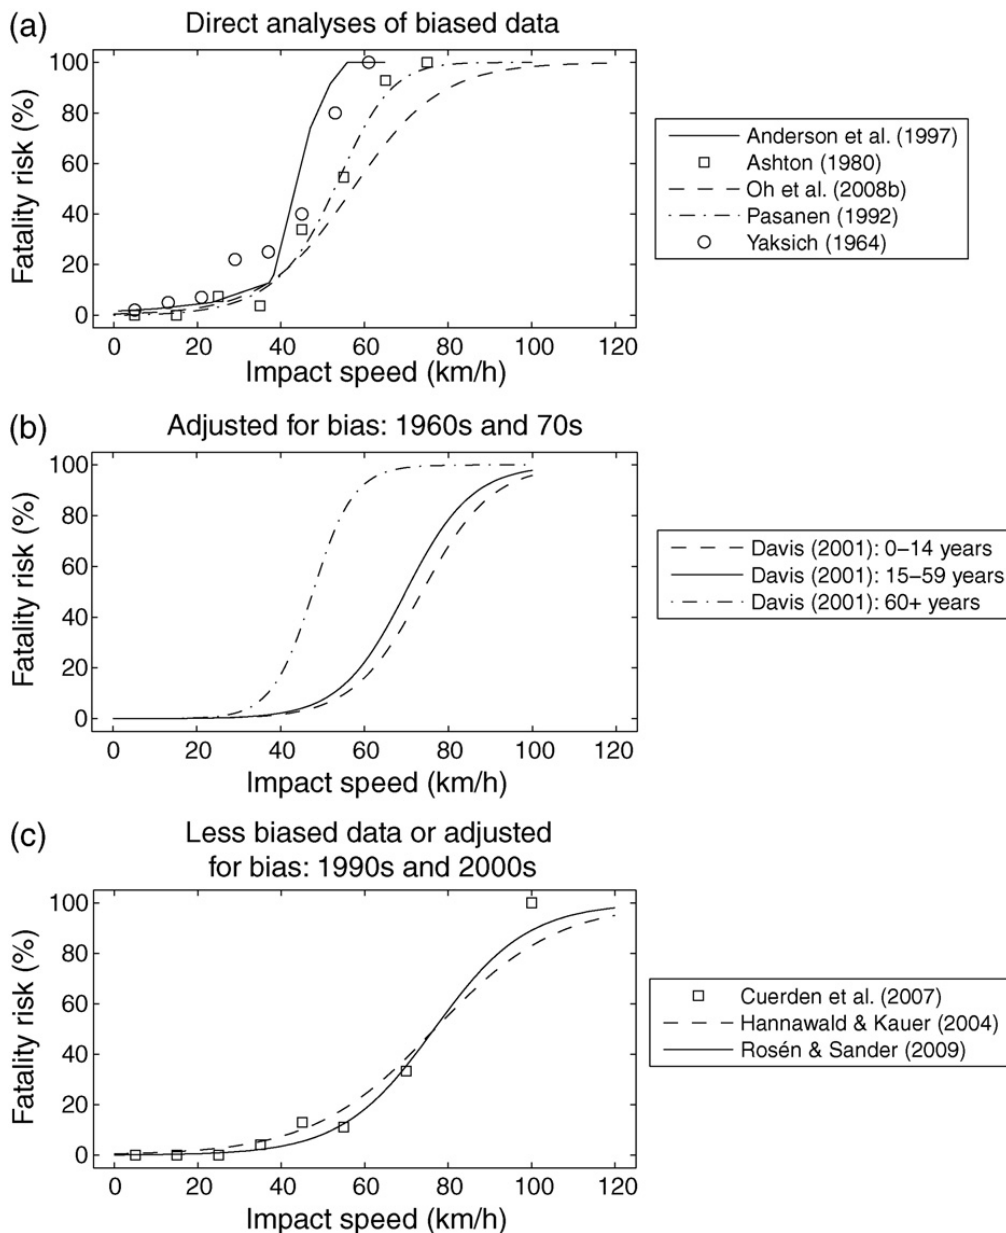 (a)
Direct analyses of biased data
Fatality risk (%)
100
80
60
40
20
0
0 20 40 60 80 100 120
Impact speed (km/h)
Anderson et al. (1997)
Ashton (1980)
Oh et al. (2008b)
Pasanen (1992)
Yaksich (1964)
(b)
Adjusted for bias: 1960s and 70s
Fatality risk (%)
100
80
60
40
20
0
0 20 40 60 80 100 120
Impact speed (km/h)
Davis (2001): 0–14 years
Davis (2001): 15–59 years
Davis (2001): 60+ years
(c)
Less biased data or adjusted
for bias: 1990s and 2000s
Fatality risk (%)
100
80
60
40
20
0
0 20 40 60 80 100 120
Impact speed (km/h)
Cuerden et al. (2007)
Hannawald & Kauer (2004)
Rosén & Sander (2009)